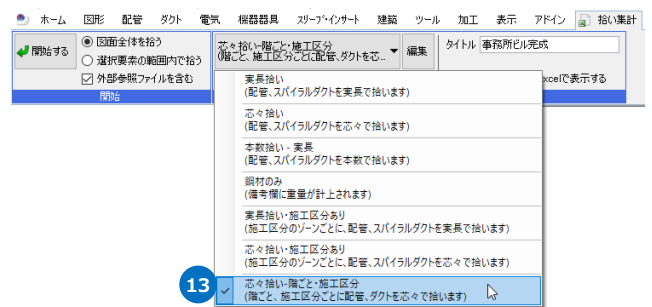 ホーム 図形 配管 ダクト 電気 機器器具 スリーブ・インサート 建築 ツール 加工 表示 アドイン 拾い集計
開始する
図面全体を拾う
選択要素の範囲内で拾う
外部参照ファイルを含む
開始
芯々拾い-階ごと・施工区分
(階ごと、施工区分ごとに配管、ダクトを芯...
編集
タイトル 事務所ビル完成
xcelで表示する
実長拾い
(配管、スパイラルダクトを実長で拾います)
芯々拾い
(配管、スパイラルダクトを芯々で拾います)
本数拾い - 実長
(配管、スパイラルダクトを本数で拾います)
鋼材のみ
(備考欄に重量が計上されます)
実長拾い・施工区分あり
(施工区分のゾーンごとに、配管、スパイラルダクトを実長で拾います)
芯々拾い・施工区分あり
(施工区分のゾーンごとに、配管、スパイラルダクトを芯々で拾います)
13
芯々拾い-階ごと・施工区分
(階ごと、施工区分ごとに配管、ダクトを芯々で拾います)